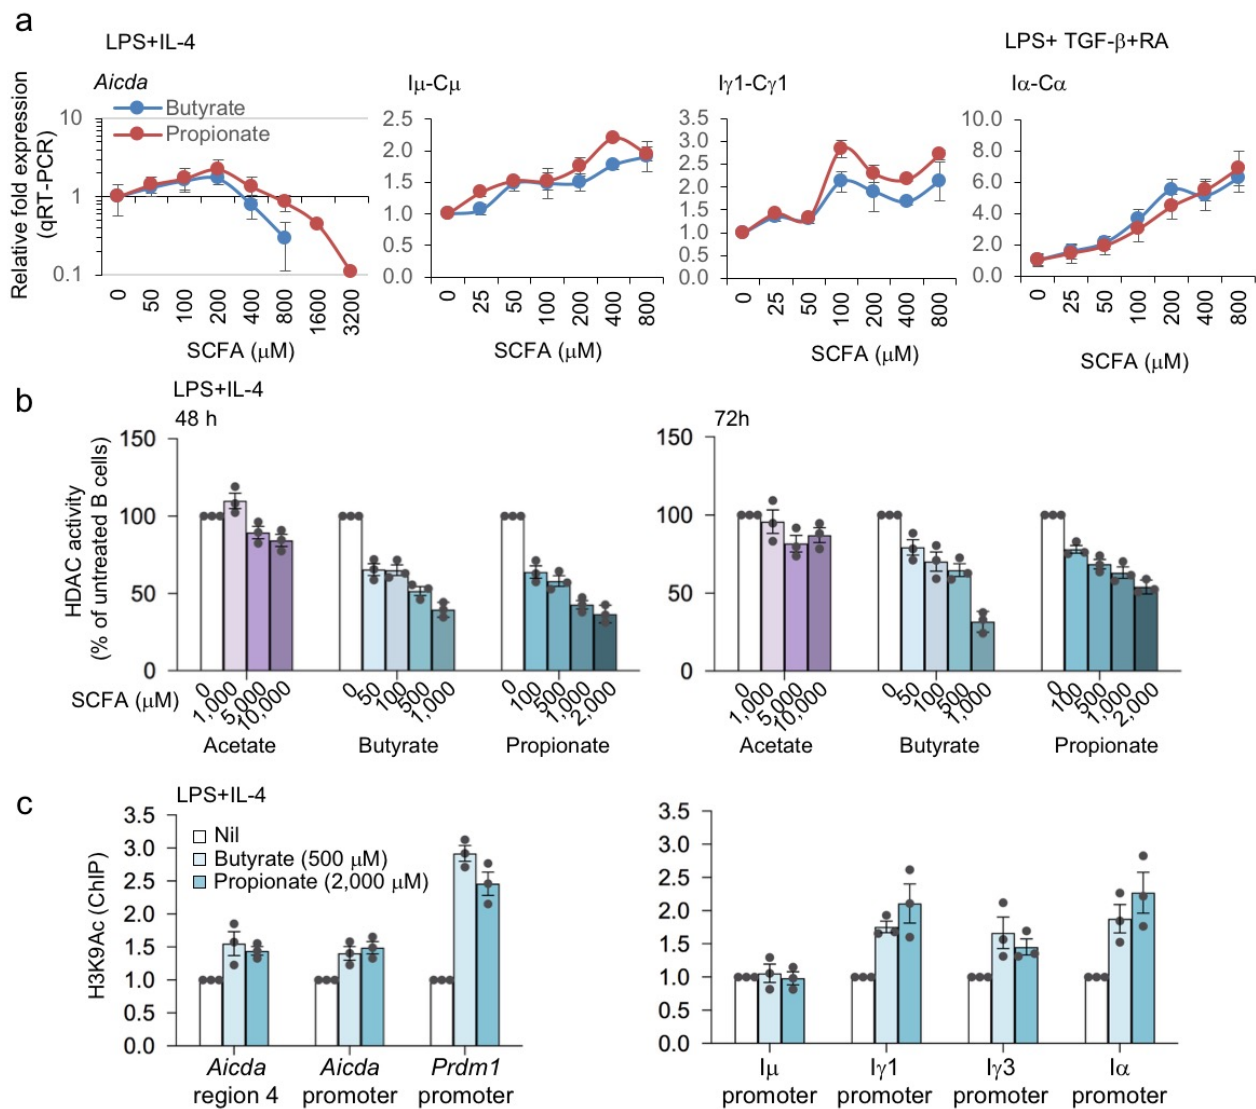 a
LPS+IL-4
LPS+ TGF-β+RA
Aicda
Iμ-Cμ
Iγ1-Cγ1
Iα-Cα
Butyrate
Propionate
Relative fold expression
(qRT-PCR)
10
1
0.1
0 50 100 200 400 800 1600 3200
SCFA (μM)
2.5
2.0
1.5
1.0
0.5
0.0
0 25 50 100 200 400 800
SCFA (μM)
3.5
3.0
2.5
2.0
1.5
1.0
0.5
0.0
0 25 50 100 200 400 800
SCFA (μM)
10.0
8.0
6.0
4.0
2.0
0.0
0 25 50 100 200 400 800
SCFA (μM)
b
LPS+IL-4
48 h
HDAC activity
(% of untreated B cells)
150
100
50
0
SCFA (μM)
0 1,000 5,000 10,000
Acetate
0 50 100 500 1,000
Butyrate
0 100 500 1,000 2,000
Propionate
72h
150
100
50
0
0 1,000 5,000 10,000
Acetate
0 50 100 500 1,000
Butyrate
0 100 500 1,000 2,000
Propionate
c
LPS+IL-4
H3K9Ac (ChIP)
3.5
3.0
2.5
2.0
1.5
1.0
0.5
0.0
Nil
Butyrate (500 μM)
Propionate (2,000 μM)
Aicda
region 4
Aicda
promoter
Prdm1
promoter
3.5
3.0
2.5
2.0
1.5
1.0
0.5
0.0
Iμ
promoter
Iγ1
promoter
Iγ3
promoter
Iα
promoter